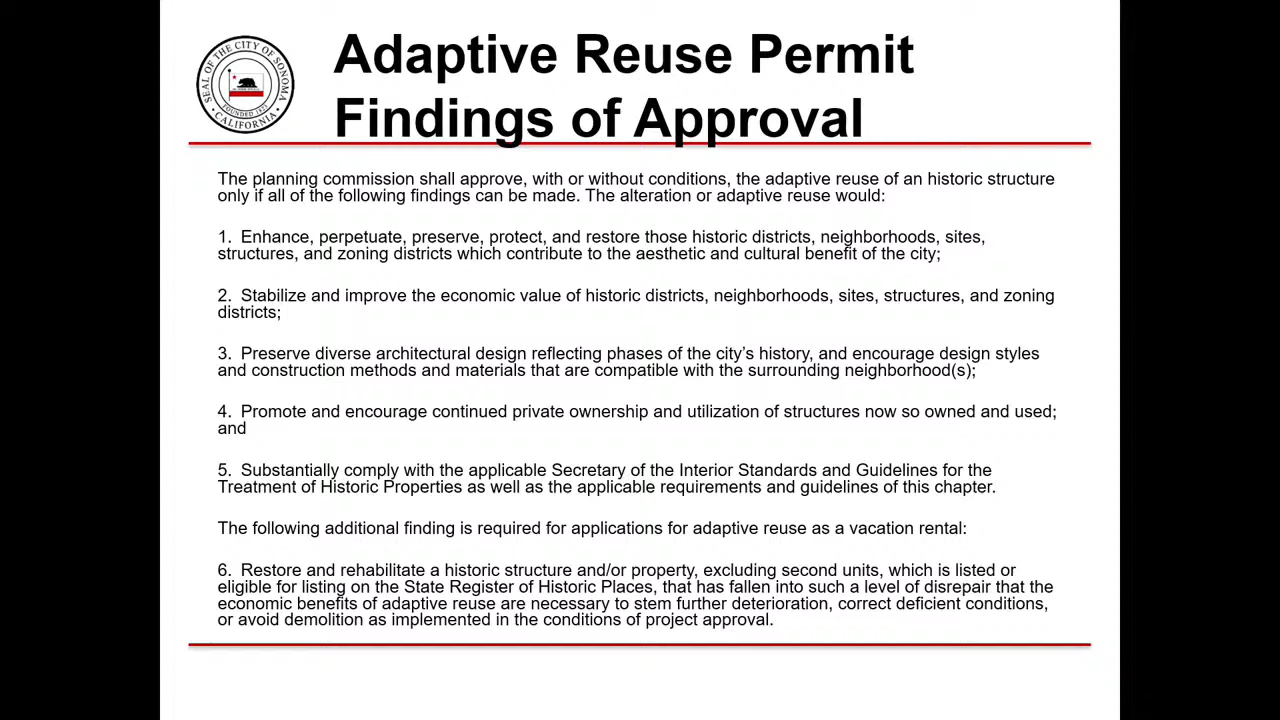 Adaptive Reuse Permit
Findings of Approval
SEAL OF THE CITY OF SONOMA
FOUNDED 1823
CALIFORNIA
The planning commission shall approve, with or without conditions, the adaptive reuse of an historic structure
only if all of the following findings can be made. The alteration or adaptive reuse would:
1. Enhance, perpetuate, preserve, protect, and restore those historic districts, neighborhoods, sites,
structures, and zoning districts which contribute to the aesthetic and cultural benefit of the city;
2. Stabilize and improve the economic value of historic districts, neighborhoods, sites, structures, and zoning
districts;
3. Preserve diverse architectural design reflecting phases of the city’s history, and encourage design styles
and construction methods and materials that are compatible with the surrounding neighborhood(s);
4. Promote and encourage continued private ownership and utilization of structures now so owned and used;
and
5. Substantially comply with the applicable Secretary of the Interior Standards and Guidelines for the
Treatment of Historic Properties as well as the applicable requirements and guidelines of this chapter.
The following additional finding is required for applications for adaptive reuse as a vacation rental:
6. Restore and rehabilitate a historic structure and/or property, excluding second units, which is listed or
eligible for listing on the State Register of Historic Places, that has fallen into such a level of disrepair that the
economic benefits of adaptive reuse are necessary to stem further deterioration, correct deficient conditions,
or avoid demolition as implemented in the conditions of project approval.